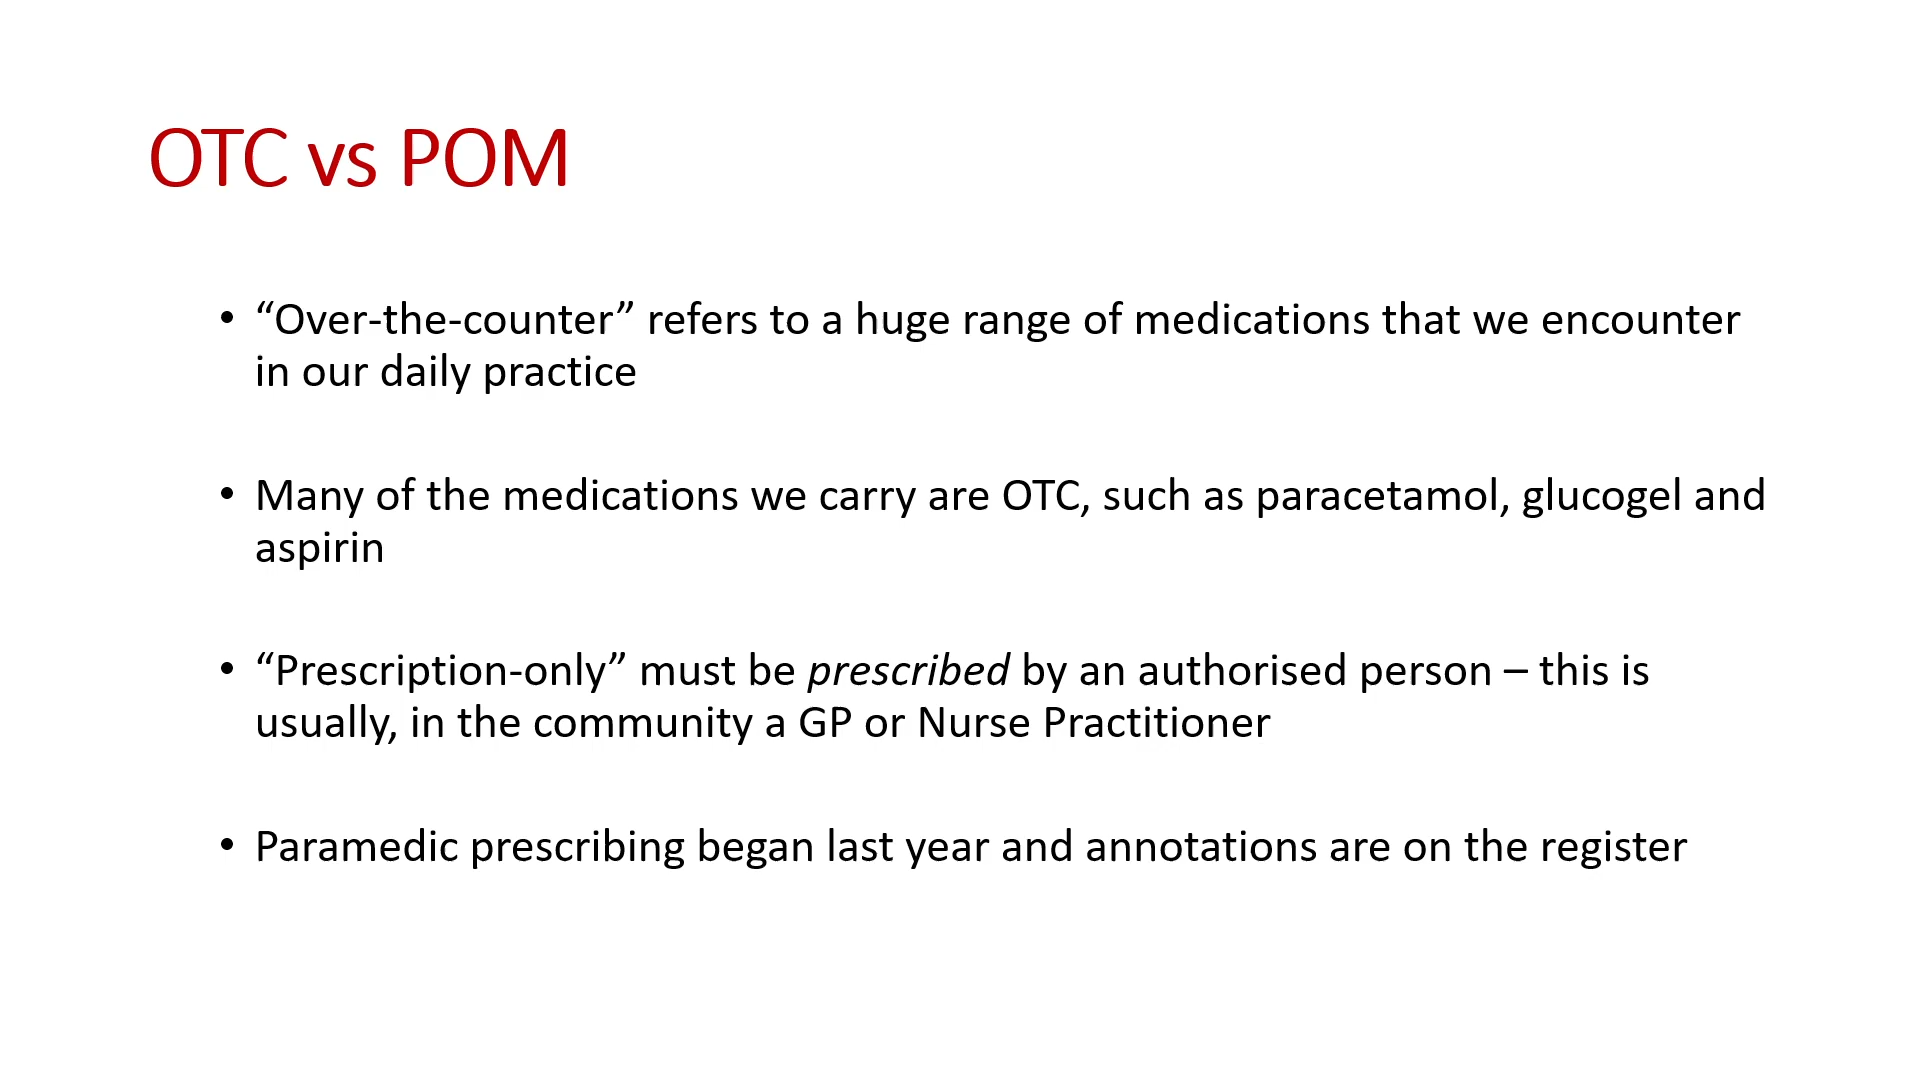 OTC vs POM
• “Over-the-counter” refers to a huge range of medications that we encounter
in our daily practice
• Many of the medications we carry are OTC, such as paracetamol, glucogel and
aspirin
• “Prescription-only” must be prescribed by an authorised person – this is
usually, in the community a GP or Nurse Practitioner
• Paramedic prescribing began last year and annotations are on the register